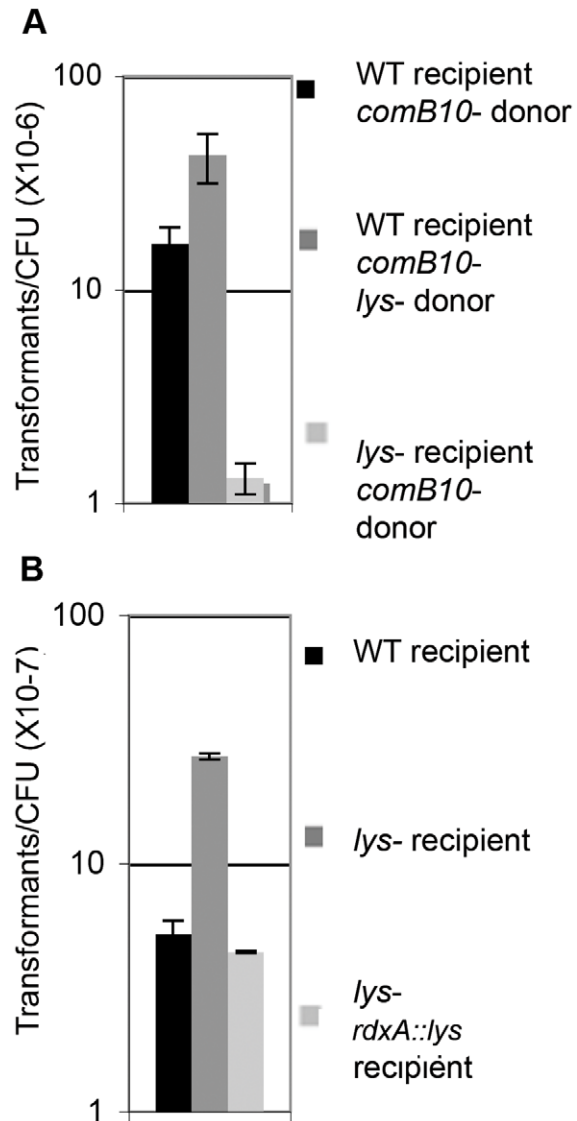 A
100
10
1
Transformants/CFU (X10-6)
WT recipient
comB10- donor
WT recipient
comB10-
lys- donor
lys- recipient
comB10-
donor
B
100
10
1
Transformants/CFU (X10-7)
WT recipient
lys- recipient
lys-
rdxA::lys
recipient